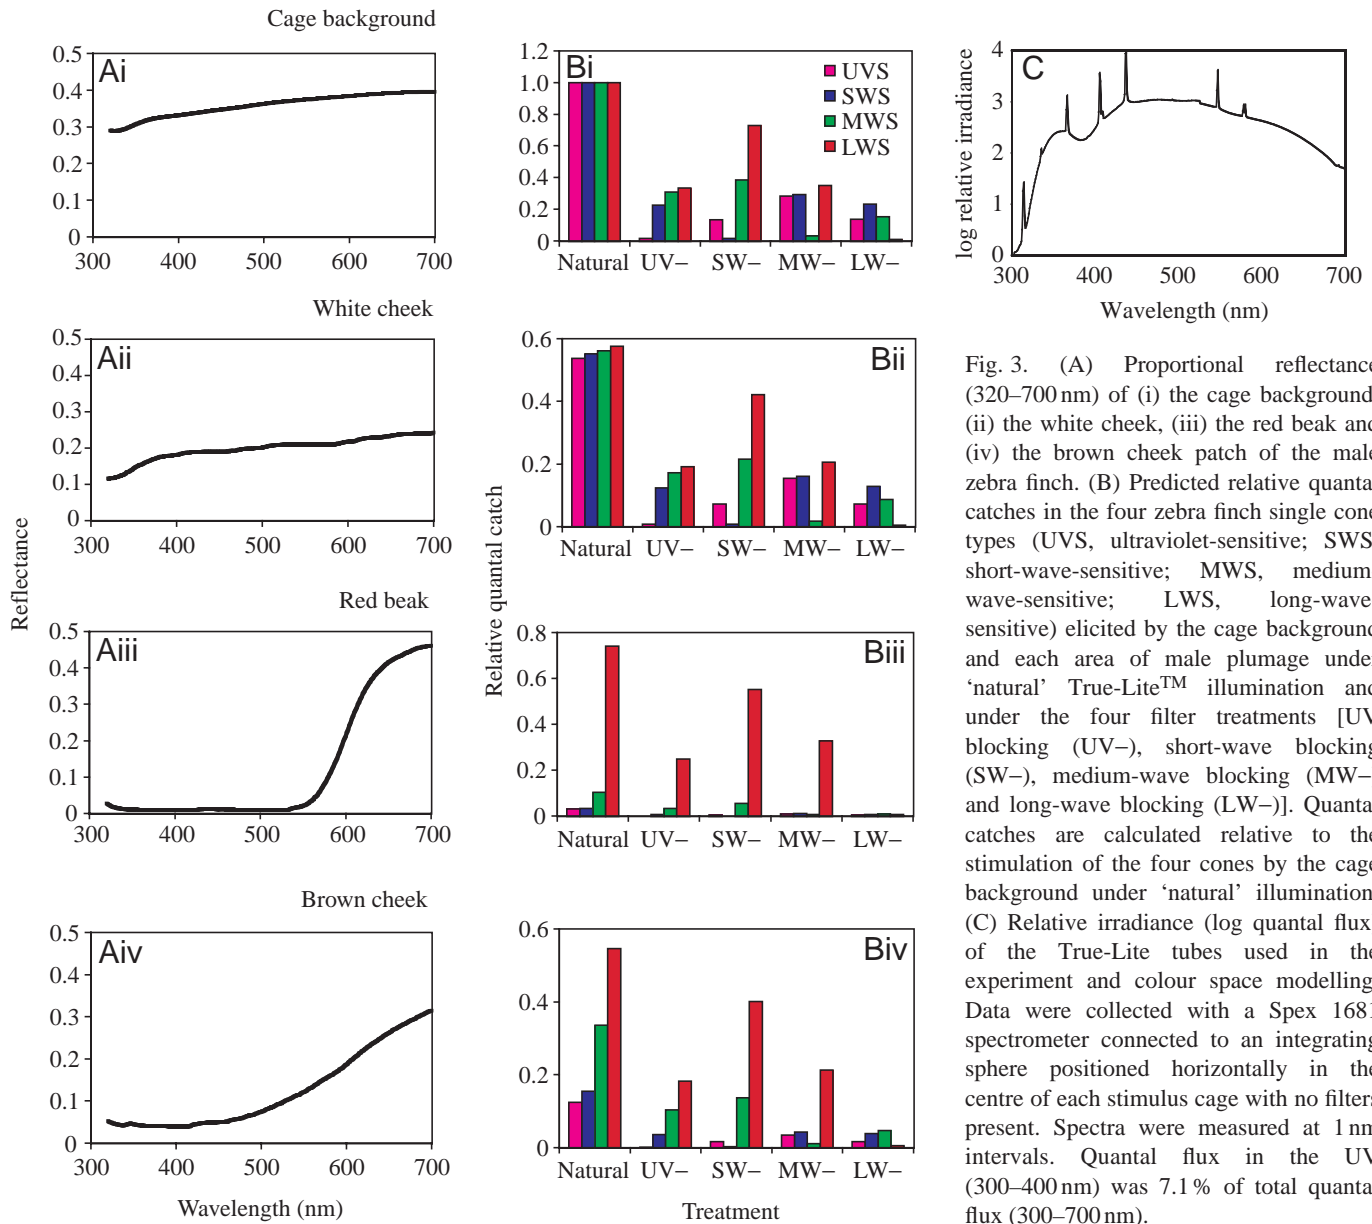 Cage background
Ai
0.5
0.4
0.3
0.2
0.1
0
300 400 500 600 700
White cheek
Aii
0.5
0.4
0.3
0.2
0.1
0
300 400 500 600 700
Reflectance
Red beak
Aiii
0.5
0.4
0.3
0.2
0.1
0
300 400 500 600 700
Brown cheek
Aiv
0.5
0.4
0.3
0.2
0.1
0
300 400 500 600 700
Wavelength (nm)
Bi
1.2
1.0
0.8
0.6
0.4
0.2
0
UVS
SWS
MWS
LWS
Natural UV− SW− MW− LW−
Bii
0.6
0.4
0.2
0
Natural UV− SW− MW− LW−
Relative quantal catch
Biii
0.8
0.6
0.4
0.2
0
Natural UV− SW− MW− LW−
Biv
0.6
0.4
0.2
0
Natural UV− SW− MW− LW−
Treatment
C
log relative irradiance
4
3
2
1
0
300 400 500 600 700
Wavelength (nm)
Fig. 3. (A) Proportional reflectance
(320–700 nm) of (i) the cage background
(ii) the white cheek, (iii) the red beak and
(iv) the brown cheek patch of the male
zebra finch. (B) Predicted relative quanta
catches in the four zebra finch single cone
types (UVS, ultraviolet-sensitive; SWS
short-wave-sensitive; MWS, medium
wave-sensitive; LWS, long-wave
sensitive) elicited by the cage background
and each area of male plumage unde
‘natural’ True-Lite™ illumination and
under the four filter treatments [UV
blocking (UV−), short-wave blocking
(SW−), medium-wave blocking (MW−
and long-wave blocking (LW−)]. Quanta
catches are calculated relative to the
stimulation of the four cones by the cage
background under ‘natural’ illumination
(C) Relative irradiance (log quantal flux
of the True-Lite tubes used in the
experiment and colour space modelling
Data were collected with a Spex 1681
spectrometer connected to an integrating
sphere positioned horizontally in the
centre of each stimulus cage with no filters
present. Spectra were measured at 1 nm
intervals. Quantal flux in the UV
(300–400 nm) was 7.1 % of total quanta
flux (300–700 nm).